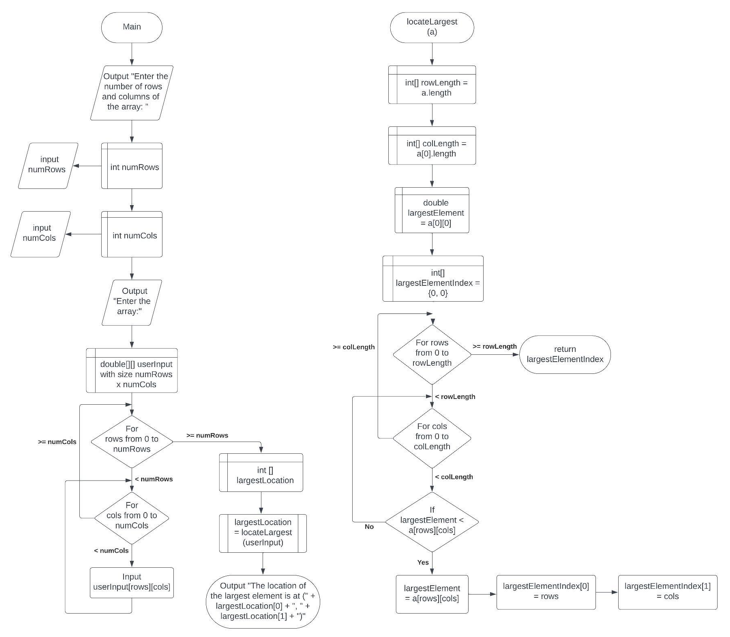 Main
Output "Enter the
number of rows
and columns of
the array: "
input
numRows
int numRows
input
numCols
int numCols
Output
"Enter the
array:"
double[][] userInput
with size numRows
x numCols
>= numCols
For
rows from 0 to
numRows
>= numRows
< numRows
For
cols from 0 to
numCols
< numCols
Input
userInput[rows][cols]
int []
largestLocation
largestLocation
= locateLargest
(userInput)
Output "The location of
the largest element is at (" +
largestLocation[0] + ", " +
largestLocation[1] + ")"
locateLargest
(a)
int[] rowLength =
a.length
int[] colLength =
a[0].length
double
largestElement
= a[0][0]
int[]
largestElementIndex =
{0, 0}
>= colLength
For rows
from 0 to
rowLength
>= rowLength
return
largestElementIndex
< rowLength
For cols
from 0 to
colLength
< colLength
If
largestElement <
a[rows][cols]
No
Yes
largestElement
= a[rows][cols]
largestElementIndex[0]
= rows
largestElementIndex[1]
= cols